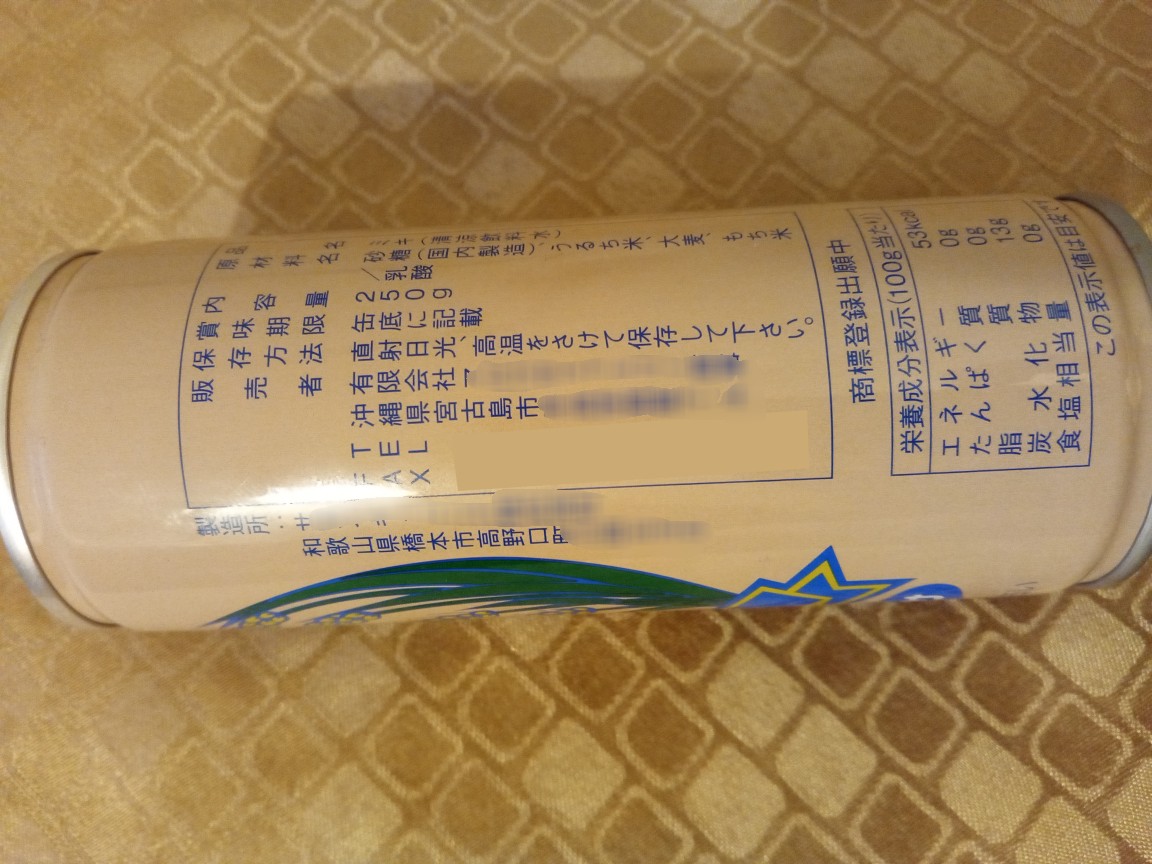 品名 ミキ(清涼飲料水)
原材料名 砂糖(国内製造)、うるち米、大麦、もち米
/乳酸
内容量 250g
賞味期限 缶底に記載
保存方法 直射日光、高温をさけて保存して下さい。
販売者 有限会社
沖縄県宮古島市
TEL
FAX
製造所:サ
和歌山県橋本市高野口町
商標登録出願中
栄養成分表示(100g当たり)
エネルギー 53kcal
たんぱく質 0g
脂質 0g
炭水化物 13g
食塩相当量 0g
この表示値は目安で